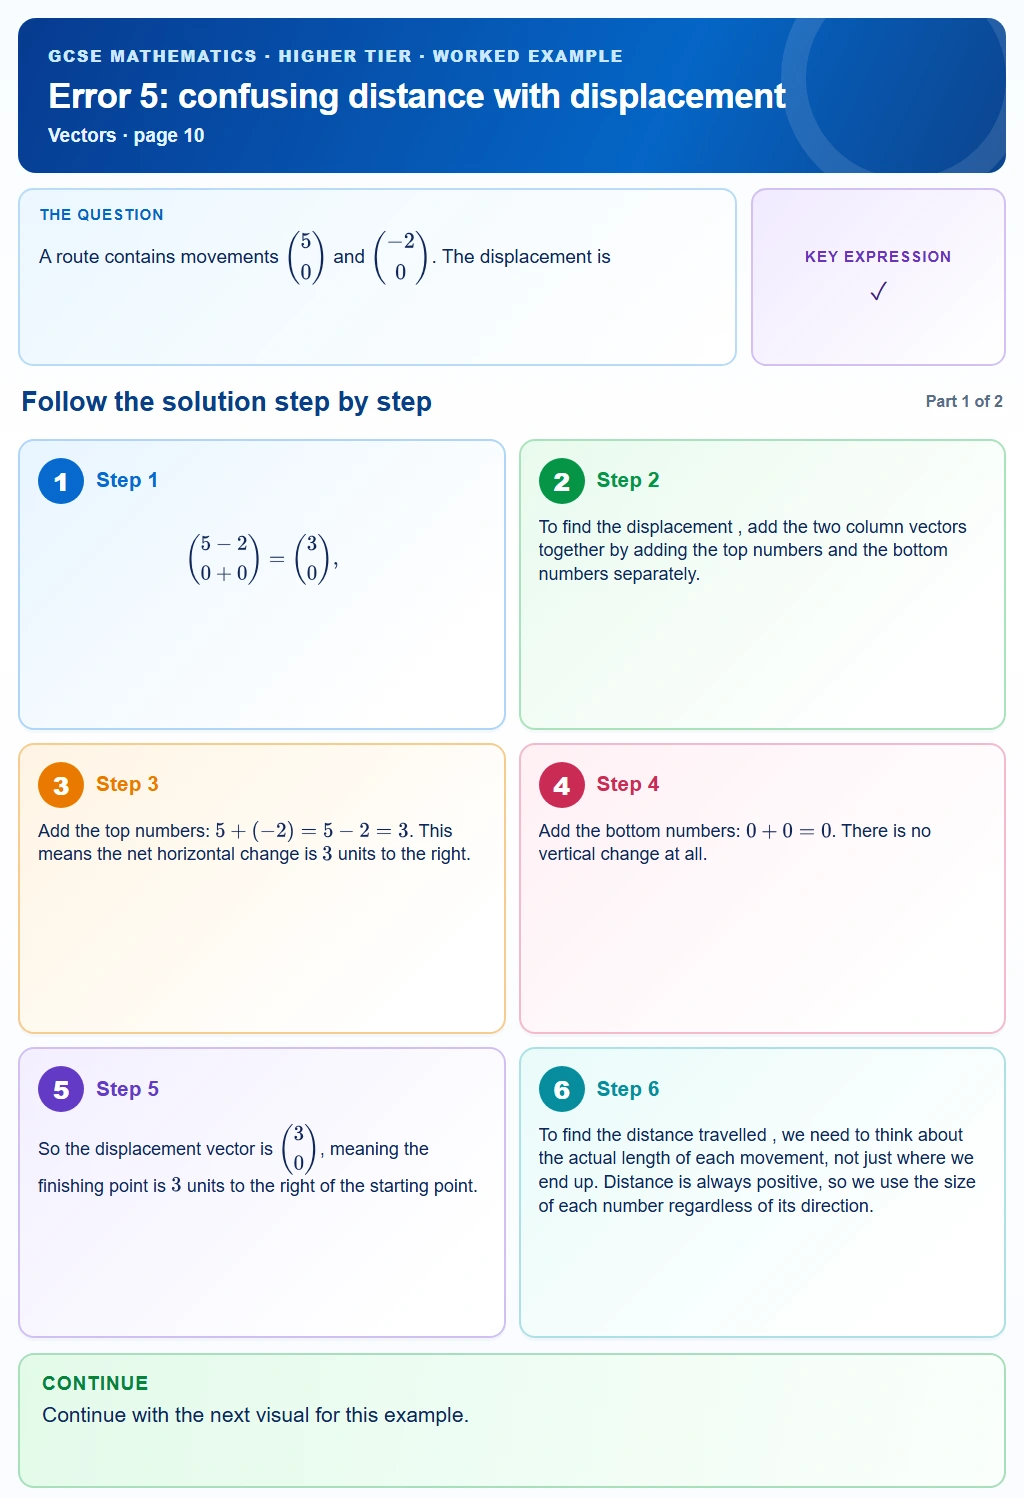 GCSE MATHEMATICS · HIGHER TIER · WORKED EXAMPLE
Error 5: confusing distance with displacement
Vectors · page 10
THE QUESTION
A route contains movements (5 0) and (−2 0). The displacement is
KEY EXPRESSION
✓
Follow the solution step by step
Part 1 of 2
1 Step 1
(5 − 2 0 + 0) = (3 0),
2 Step 2
To find the displacement , add the two column vectors
together by adding the top numbers and the bottom
numbers separately.
3 Step 3
Add the top numbers: 5 + (−2) = 5 − 2 = 3. This
means the net horizontal change is 3 units to the right.
4 Step 4
Add the bottom numbers: 0 + 0 = 0. There is no
vertical change at all.
5 Step 5
So the displacement vector is (3 0), meaning the
finishing point is 3 units to the right of the starting point.
6 Step 6
To find the distance travelled , we need to think about
the actual length of each movement, not just where we
end up. Distance is always positive, so we use the size
of each number regardless of its direction.
CONTINUE
Continue with the next visual for this example.